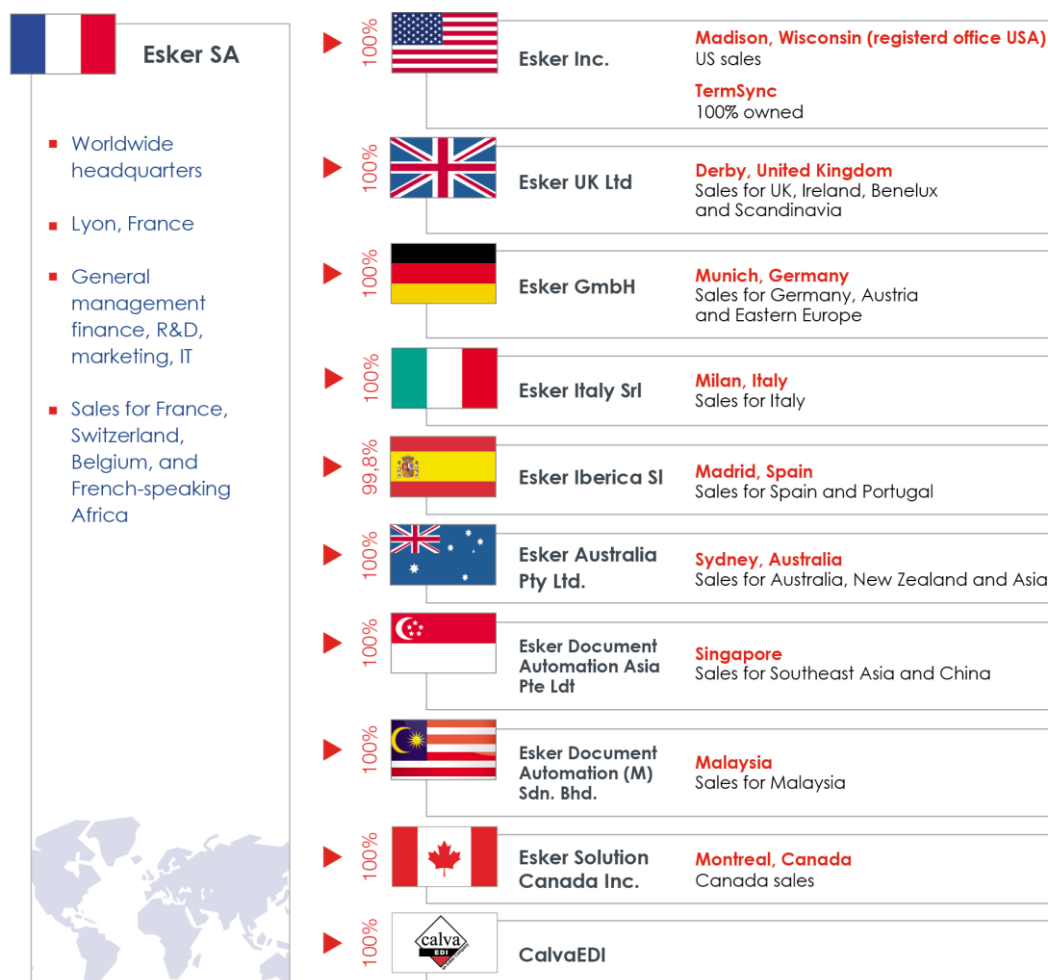 Esker SA
Worldwide
headquarters
Lyon, France
General
management
finance, R&D,
marketing, IT
Sales for France,
Switzerland,
Belgium, and
French-speaking
Africa
100%
Esker Inc.
Madison, Wisconsin (registerd office USA)
US sales
TermSync
100% owned
100%
Esker UK Ltd
Derby, United Kingdom
Sales for UK, Ireland, Benelux
and Scandinavia
100%
Esker GmbH
Munich, Germany
Sales for Germany, Austria
and Eastern Europe
100%
Esker Italy Srl
Milan, Italy
Sales for Italy
99,8%
Esker Iberica Sl
Madrid, Spain
Sales for Spain and Portugal
100%
Esker Australia
Pty Ltd.
Sydney, Australia
Sales for Australia, New Zealand and Asia
100%
Esker Document
Automation Asia
Pte Ldt
Singapore
Sales for Southeast Asia and China
100%
Esker Document
Automation (M)
Sdn. Bhd.
Malaysia
Sales for Malaysia
100%
Esker Solution
Canada Inc.
Montreal, Canada
Canada sales
100%
calva
EDI
CalvaEDI